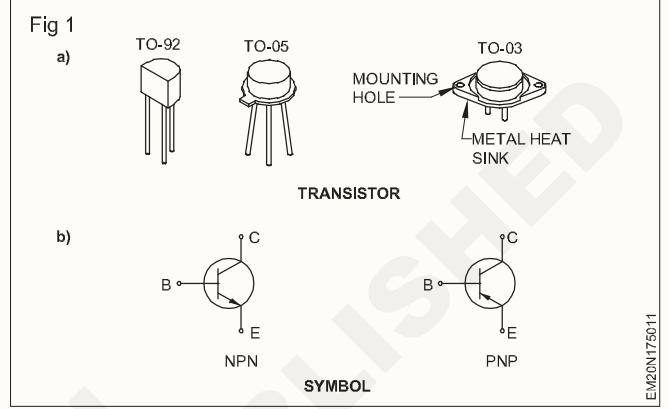 Fig 1
a)
TO-92
TO-05
TO-03
MOUNTING
HOLE
METAL HEAT
SINK
TRANSISTOR
b)
C
B
E
NPN
C
B
E
PNP
SYMBOL
EM20N175011